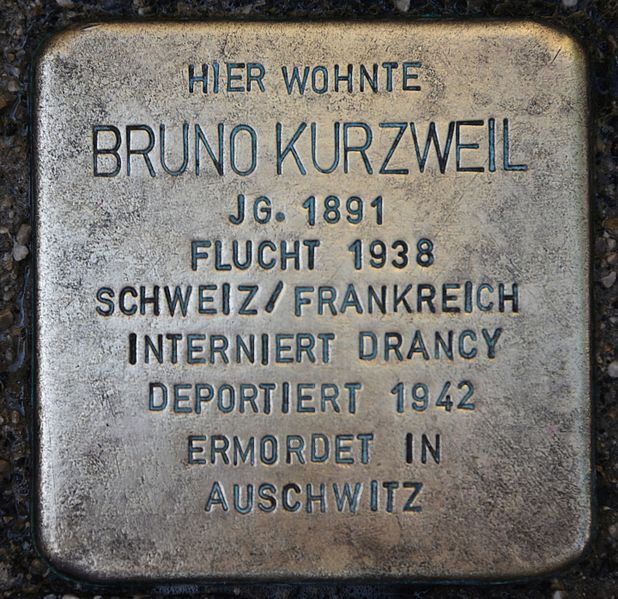 HIER WOHNTE
BRUNO KURZWEIL
JG. 1891
FLUCHT 1938
SCHWEIZ/FRANKREICH
INTERNIERT DRANCY
DEPORTIERT 1942
ERMORDET IN
AUSCHWITZ